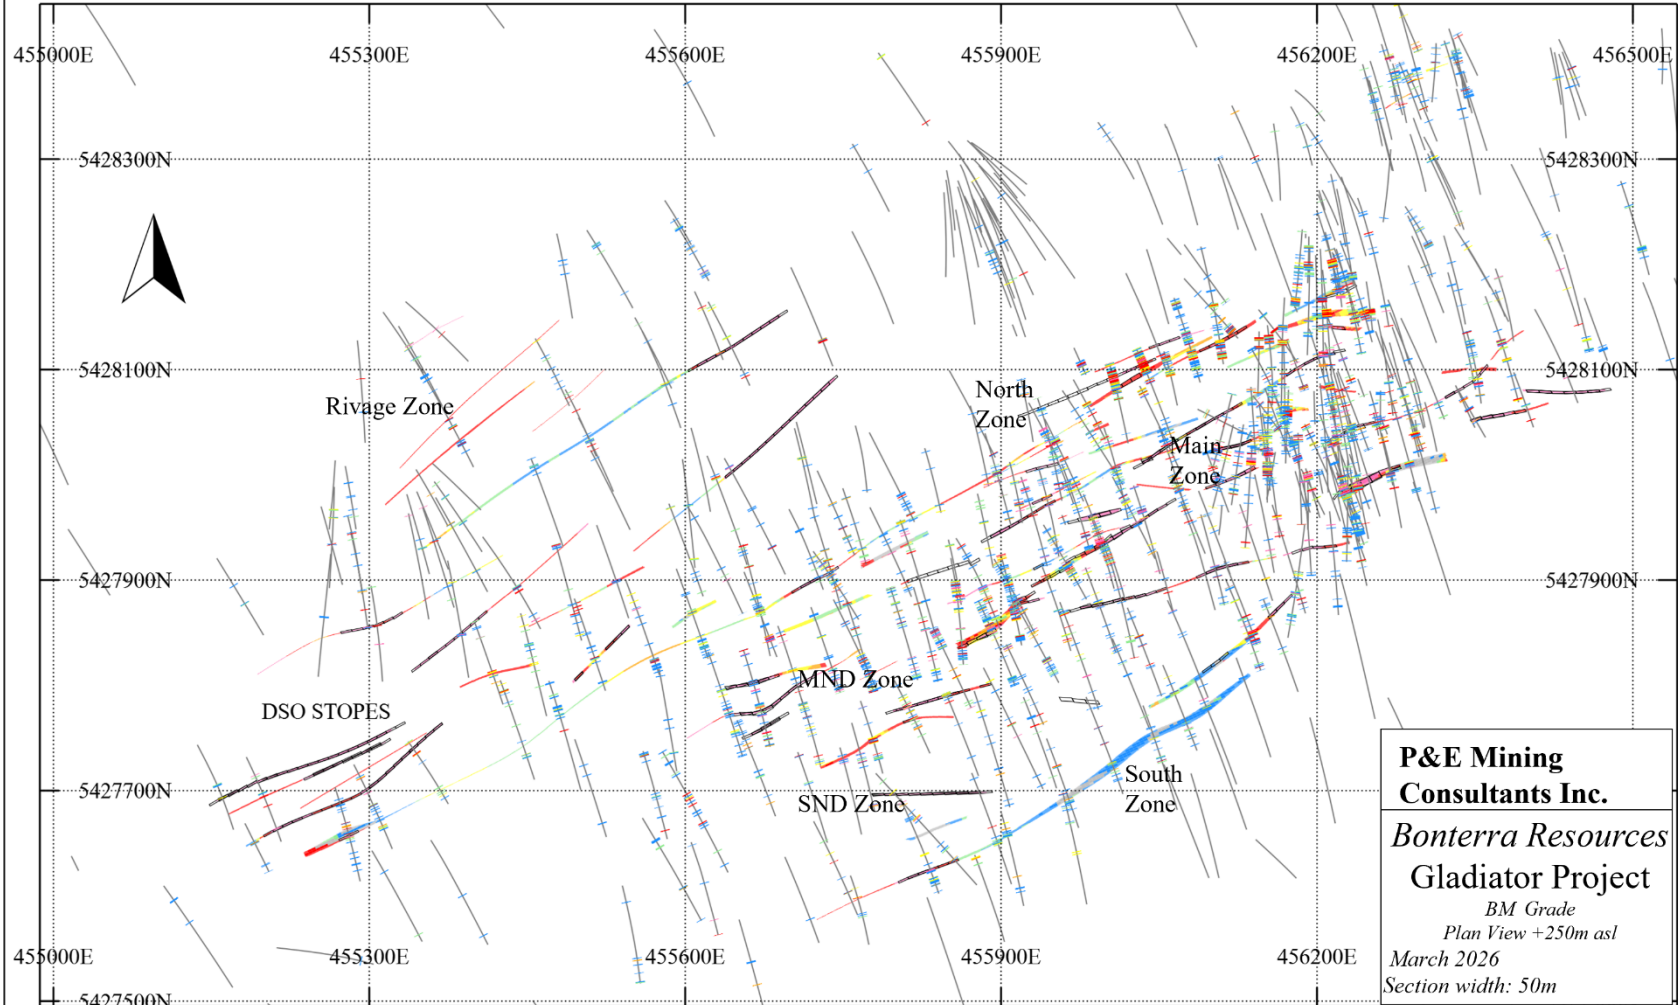 455000E 455300E 455600E 455900E 456200E 456500E
5428300N 5428300N
5428100N 5428100N
North
Zone
Rivage Zone
Main
Zone
5427900N 5427900N
MND Zone
DSO STOPES
South
Zone
5427700N
SND Zone
P&E Mining
Consultants Inc.
Bonterra Resources
Gladiator Project
BM Grade
Plan View +250m asl
March 2026
Section width: 50m
455000E 455300E 455600E 455900E 456200E
5427500N